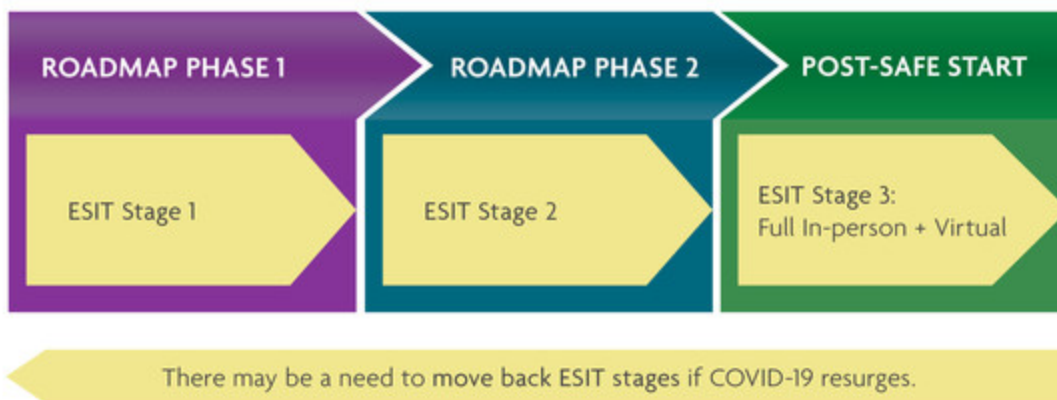 ROADMAP PHASE 1
ROADMAP PHASE 2
POST-SAFE START
ESIT Stage 1
ESIT Stage 2
ESIT Stage 3:
Full In-person + Virtual
There may be a need to move back ESIT stages if COVID-19 resurges.